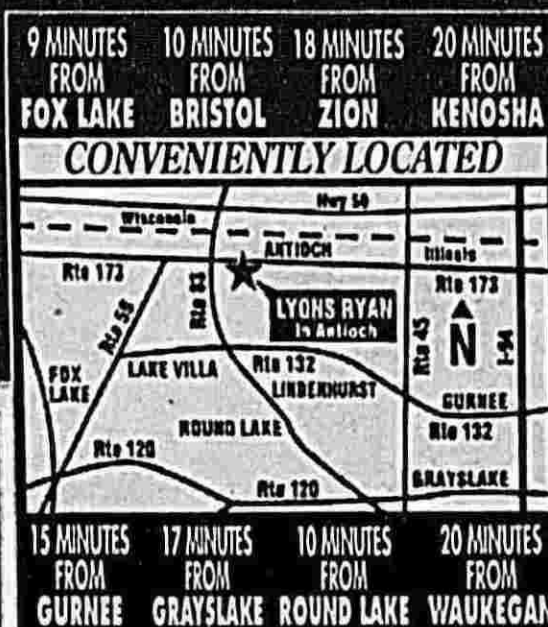 9 MINUTES FROM FOX LAKE
10 MINUTES FROM BRISTOL
18 MINUTES FROM ZION
20 MINUTES FROM KENOSHA
CONVENIENTLY LOCATED
Hwy 50
Wisconsin
ANTIOCH
Illinois
Rte 173
Rte 173
Rte 59
Rte 83
LYONS RYAN
In Antioch
Rte 45
N
I-94
FOX
LAKE
LAKE VILLA
Rte 132
LINDENHURST
GURNEE
Rte 132
ROUND LAKE
Rte 120
Rte 120
GRAYSLAKE
15 MINUTES FROM GURNEE
17 MINUTES FROM GRAYSLAKE
10 MINUTES FROM ROUND LAKE
20 MINUTES FROM WAUKEGAN